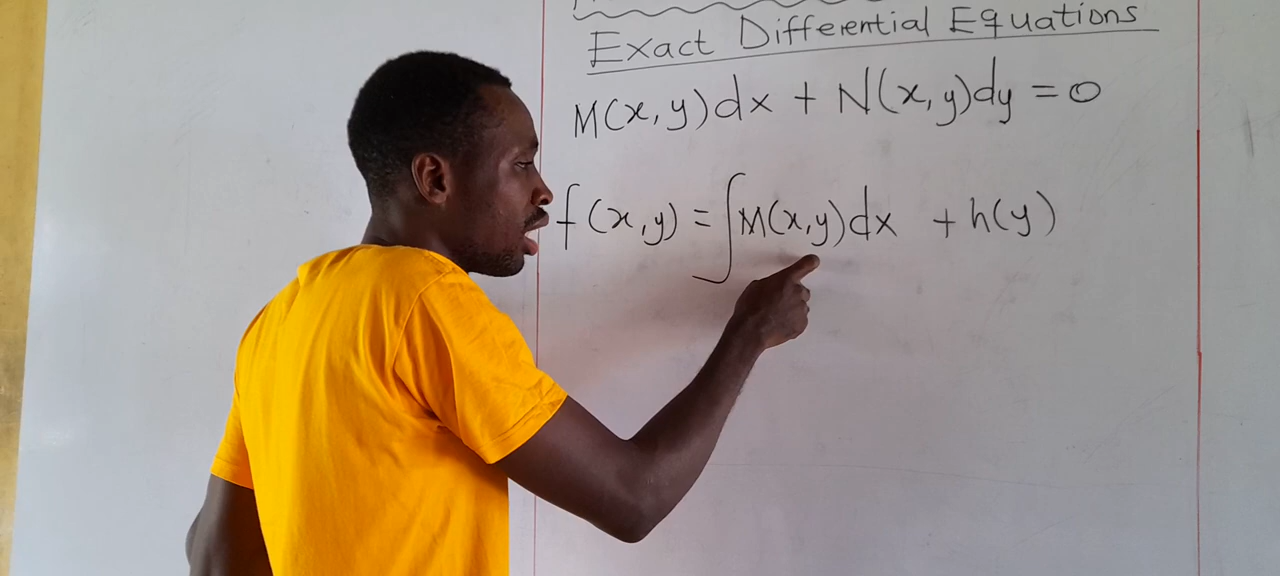 Exact Differential Equations
M(x,y)dx + N(x,y)dy = 0
f(x,y) = ∫M(x,y)dx + h(y)